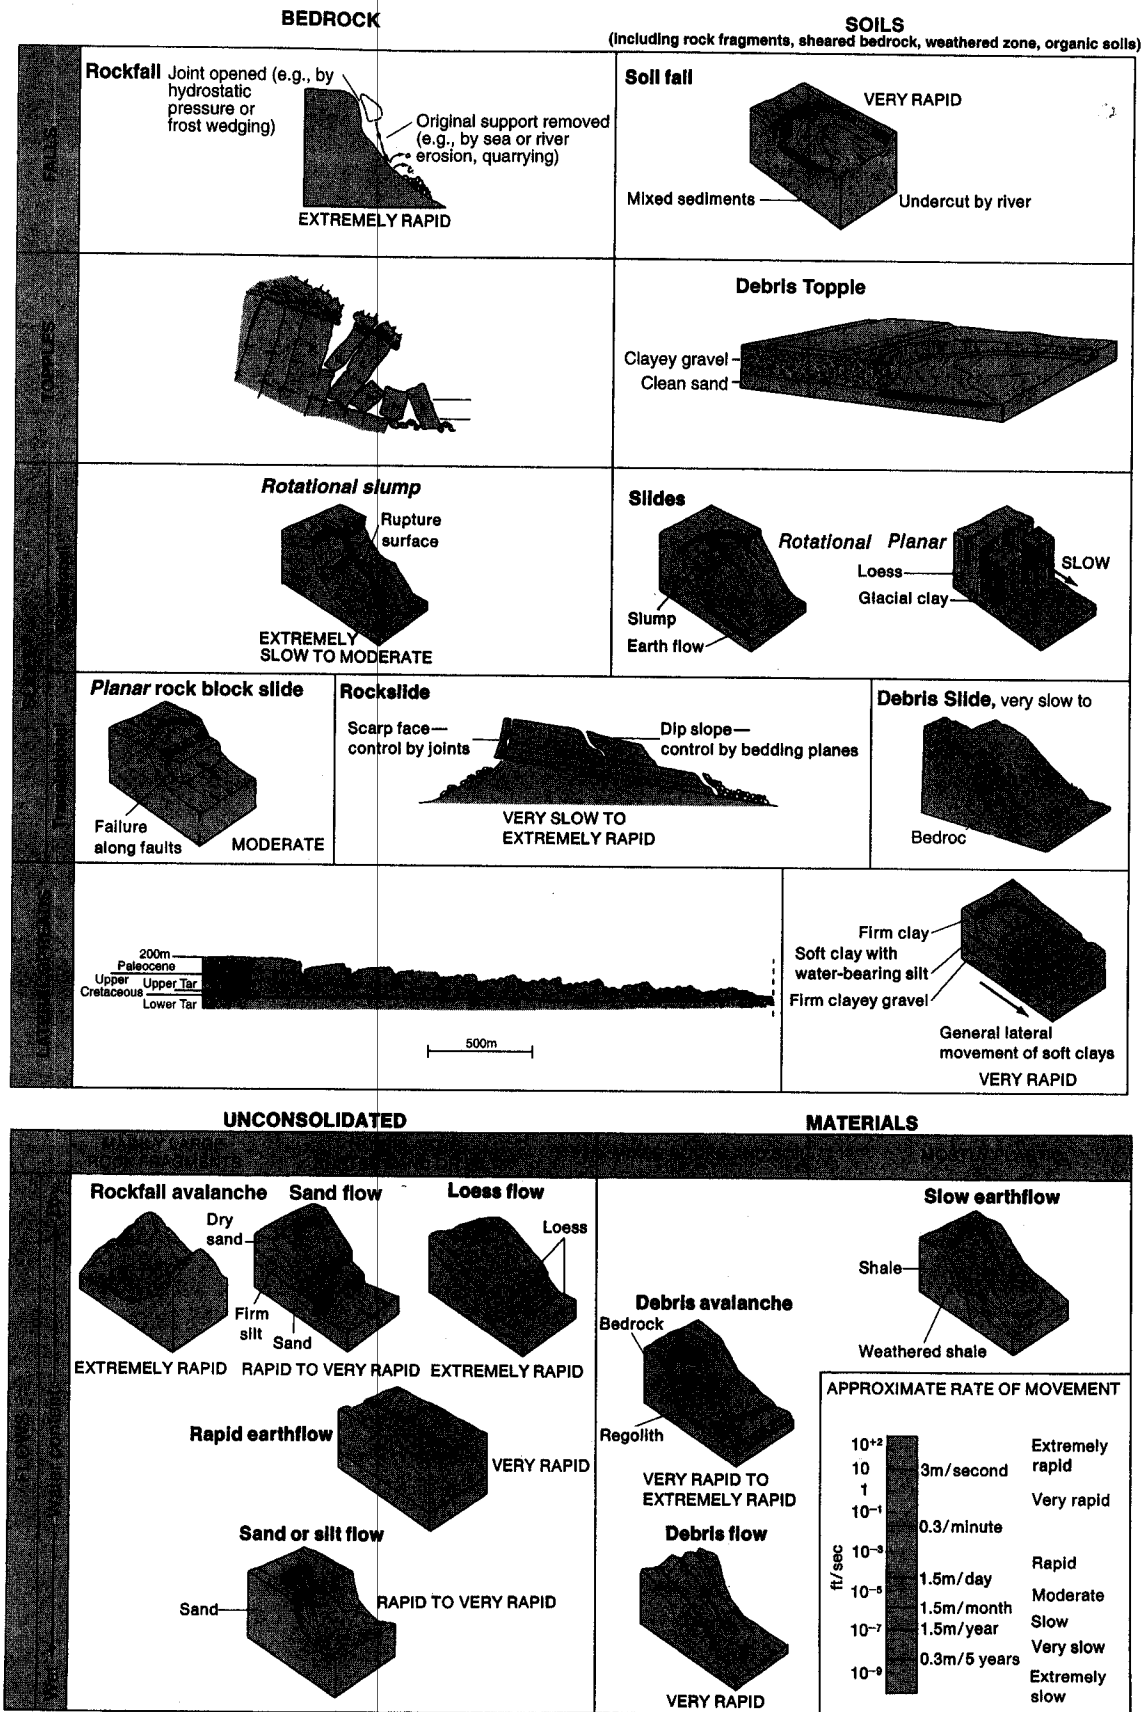 BEDROCK
SOILS
(including rock fragments, sheared bedrock, weathered zone, organic soils)
FALLS
Rockfall
Joint opened (e.g., by
hydrostatic
pressure or
frost wedging)
Original support removed
(e.g., by sea or river
erosion, quarrying)
EXTREMELY RAPID
Soil fall
VERY RAPID
Mixed sediments
Undercut by river
TOPPLES
Debris Topple
Clayey gravel
Clean sand
Rotational slump
Rupture
surface
EXTREMELY
SLOW TO MODERATE
Slides
Rotational Planar
Loess
Glacial clay
SLOW
Slump
Earth flow
Planar rock block slide
Failure
along faults
MODERATE
Rockslide
Scarp face—
control by joints
Dip slope—
control by bedding planes
VERY SLOW TO
EXTREMELY RAPID
Debris Slide, very slow to
Bedroc
LATERAL SPREADS
200m
Paleocene
Upper
Cretaceous
Upper Tar
Lower Tar
500m
Firm clay
Soft clay with
water-bearing silt
Firm clayey gravel
General lateral
movement of soft clays
VERY RAPID
UNCONSOLIDATED
MATERIALS
ROCK FRAGMENTS
Rockfall avalanche
EXTREMELY RAPID
Sand flow
Dry
sand
Firm
silt
Sand
RAPID TO VERY RAPID
Loess flow
Loess
EXTREMELY RAPID
Slow earthflow
Shale
Weathered shale
Debris avalanche
Bedrock
Regolith
VERY RAPID TO
EXTREMELY RAPID
Rapid earthflow
VERY RAPID
Sand or silt flow
Sand
RAPID TO VERY RAPID
Debris flow
VERY RAPID
APPROXIMATE RATE OF MOVEMENT
ft/sec
10+2
10
1
10−1
10−3
10−5
10−7
10−9
3m/second
0.3/minute
1.5m/day
1.5m/month
1.5m/year
0.3m/5 years
Extremely
rapid
Very rapid
Rapid
Moderate
Slow
Very slow
Extremely
slow